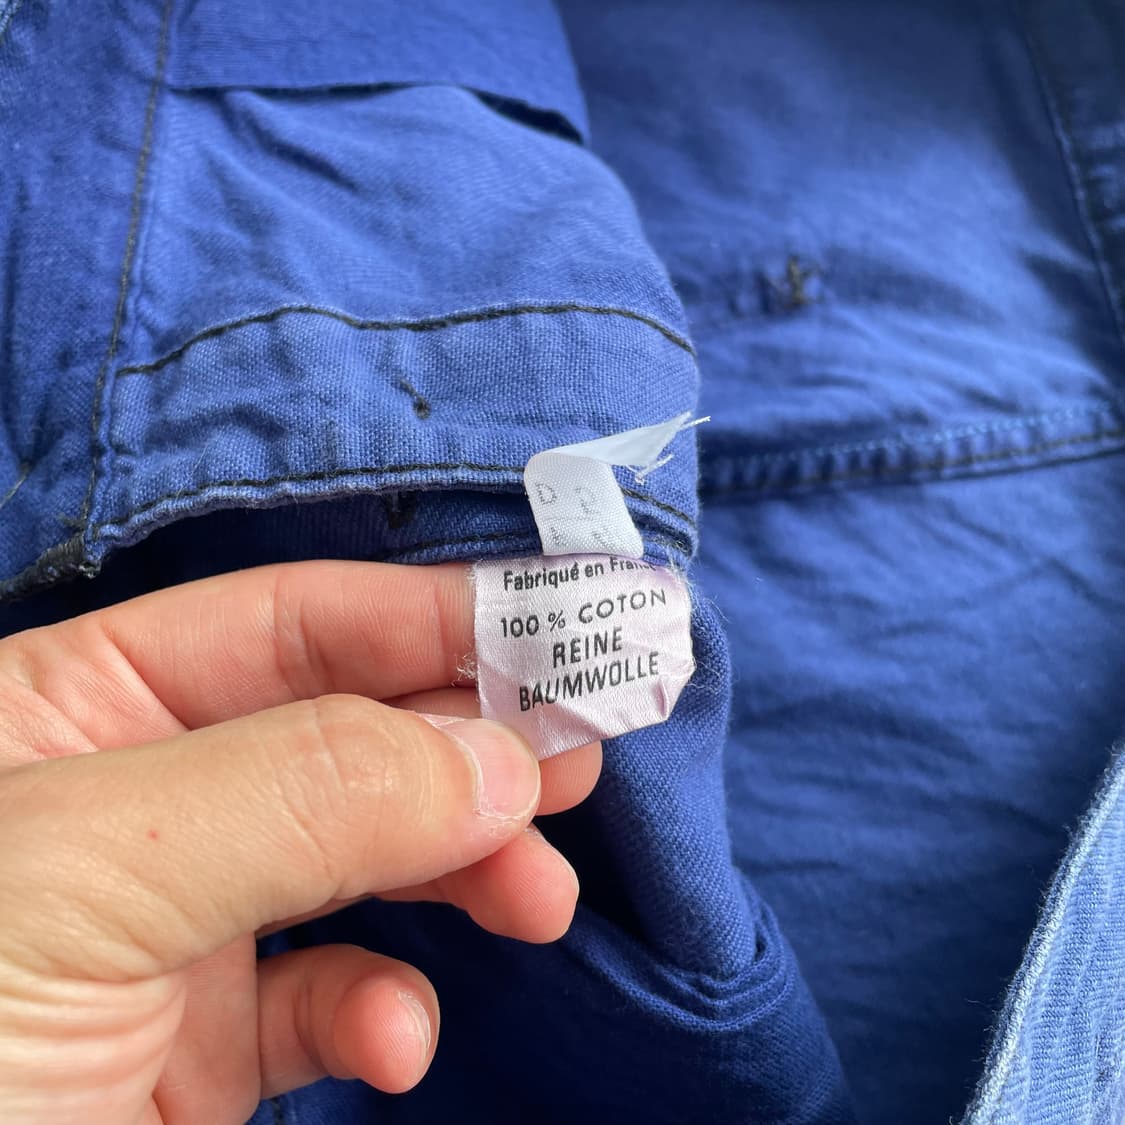 Fabriqué en France
100 % COTON
REINE
BAUMWOLLE